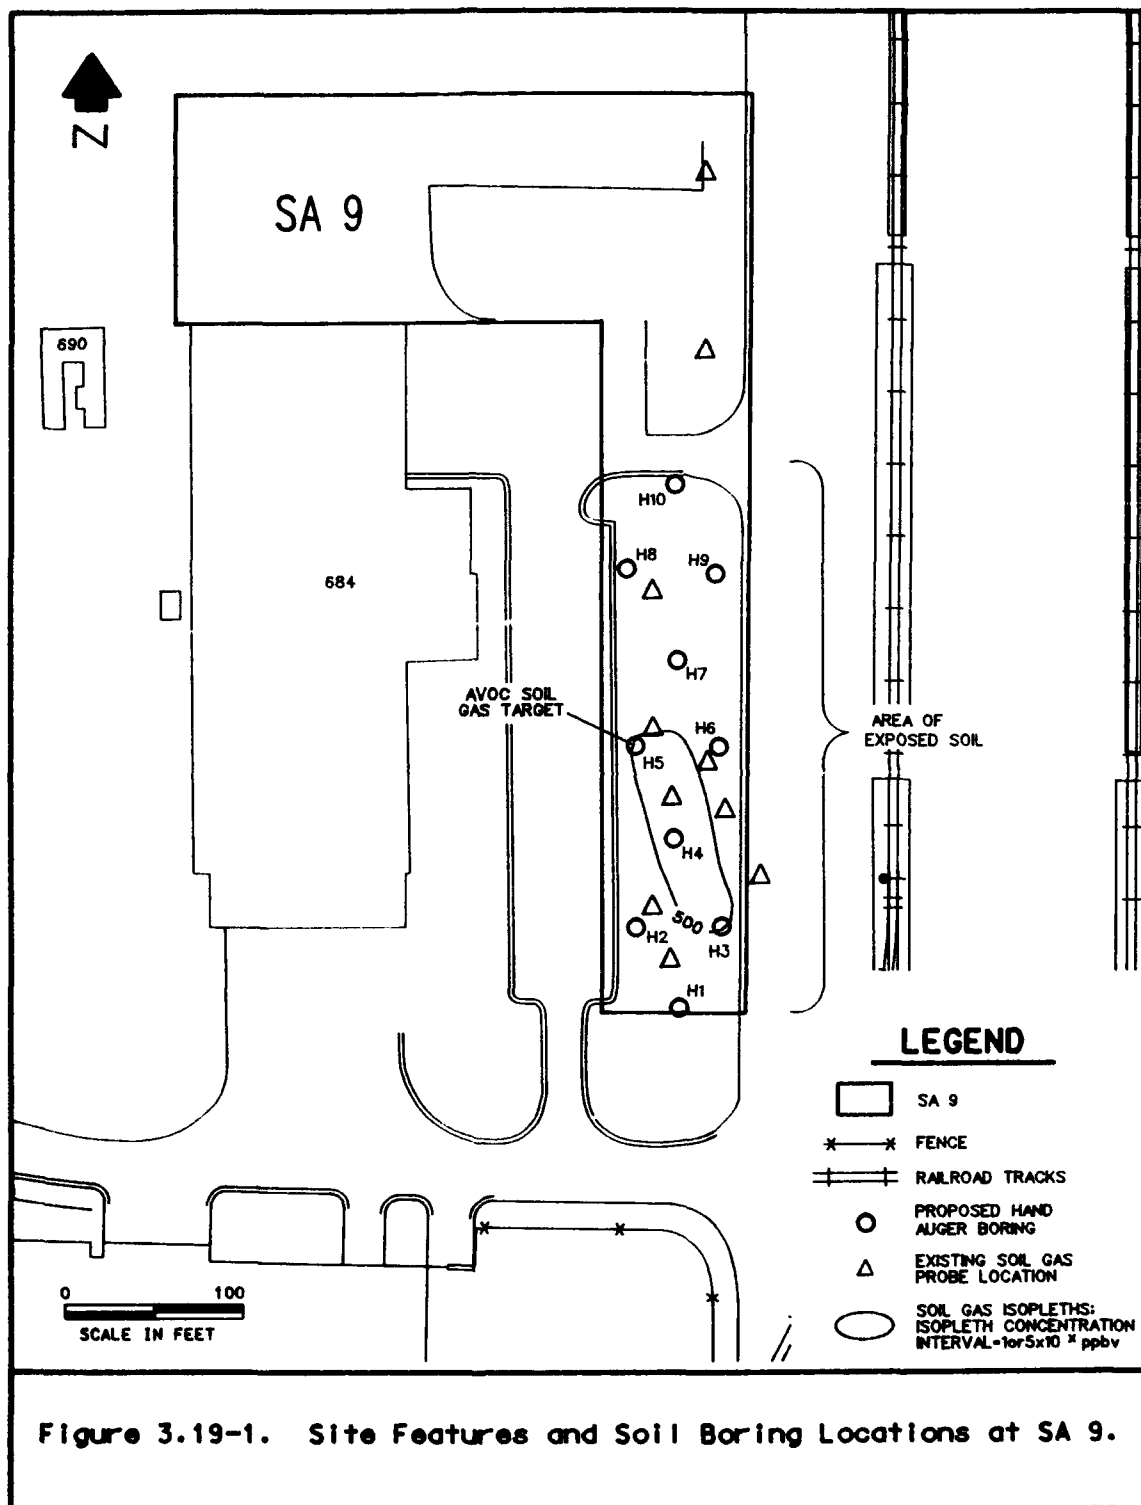 N
SA 9
690
684
H10
H8
H9
H7
AVOC SOIL
GAS TARGET
H6
H5
H4
500
H2
H3
H1
AREA OF
EXPOSED SOIL
LEGEND
SA 9
FENCE
RAILROAD TRACKS
PROPOSED HAND
AUGER BORING
EXISTING SOIL GAS
PROBE LOCATION
SOIL GAS ISOPLETHS:
ISOPLETH CONCENTRATION
INTERVAL=1or5x10 x ppbv
0 100
SCALE IN FEET
Figure 3.19-1. Site Features and Soil Boring Locations at SA 9.